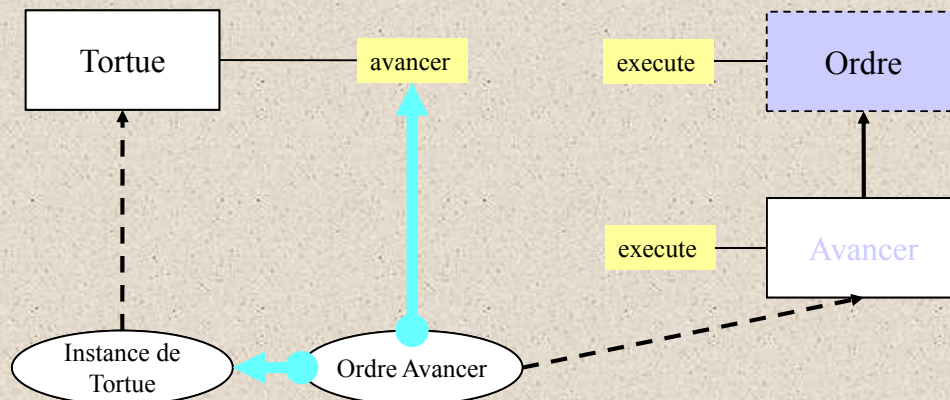 Tortue
avancer
execute
Ordre
execute
Avancer
Instance de
Tortue
Ordre Avancer